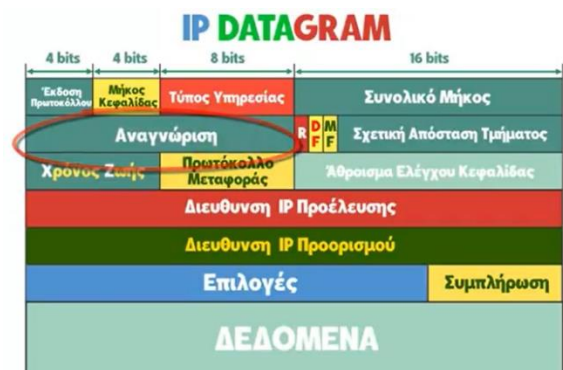 IP DATAGRAM
4 bits 4 bits 8 bits 16 bits
Έκδοση Πρωτοκόλλου Μήκος Κεφαλίδας Τύπος Υπηρεσίας Συνολικό Μήκος
Αναγνώριση R DF MF Σχετική Απόσταση Τμήματος
Χρόνος Ζωής Πρωτόκολλο Μεταφοράς Άθροισμα Ελέγχου Κεφαλίδας
Διευθυνση IP Προέλευσης
Διευθυνση IP Προορισμού
Επιλογές Συμπλήρωση
ΔΕΔΟΜΕΝΑ